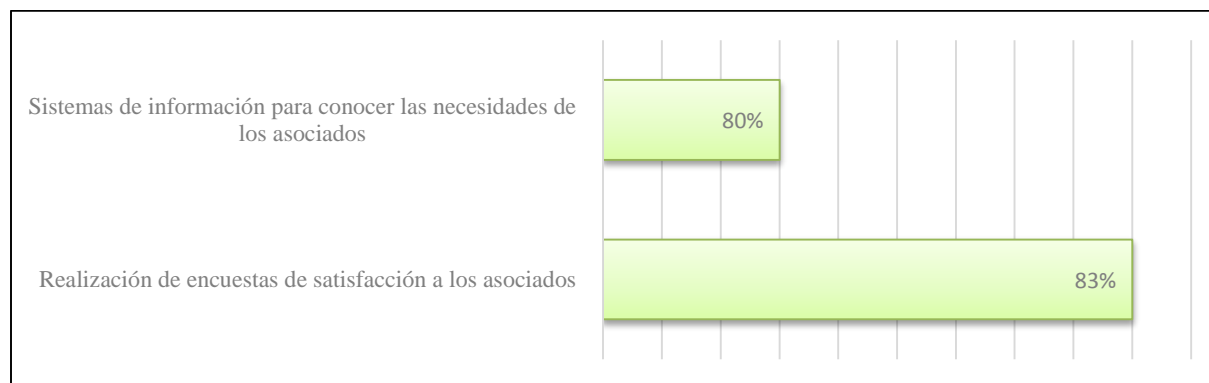 Sistemas de información para conocer las necesidades de
los asociados
80%
Realización de encuestas de satisfacción a los asociados
83%